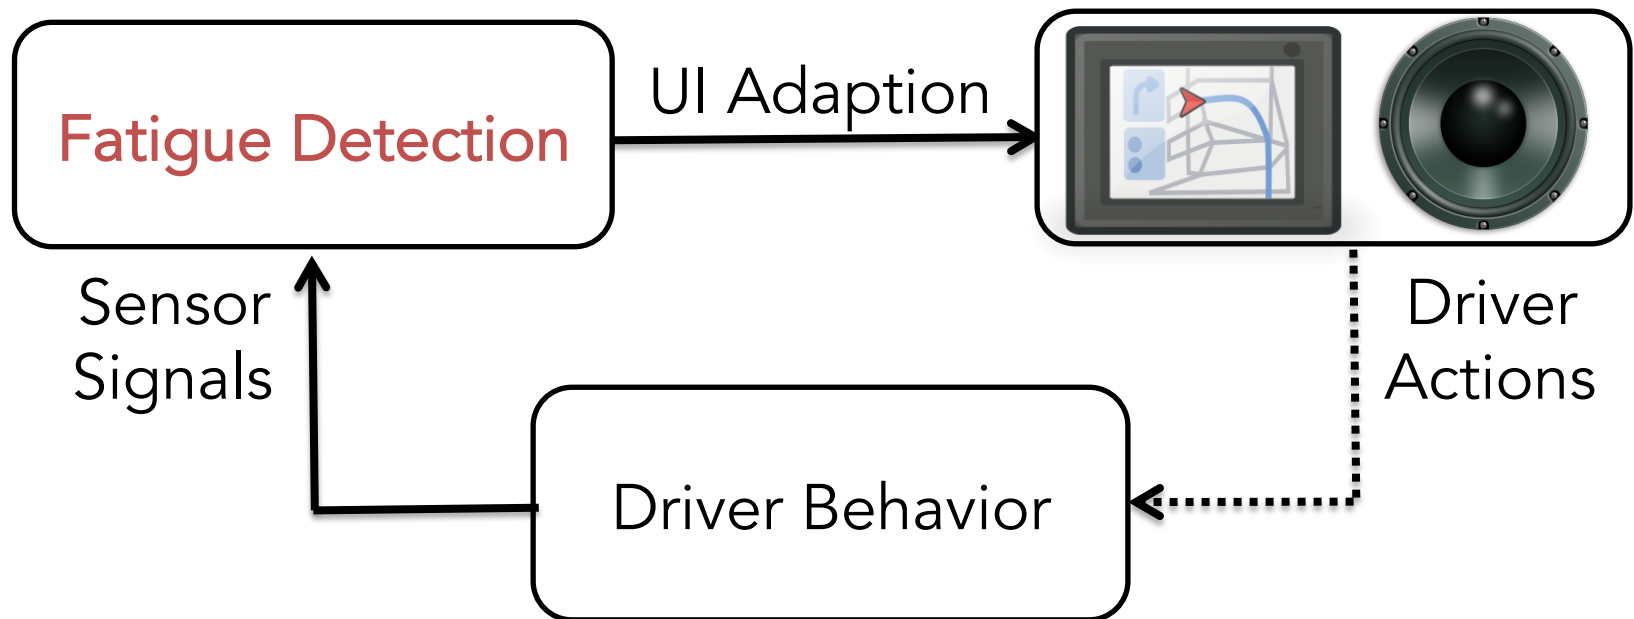 Fatigue Detection
UI Adaption
Sensor
Signals
Driver
Actions
Driver Behavior